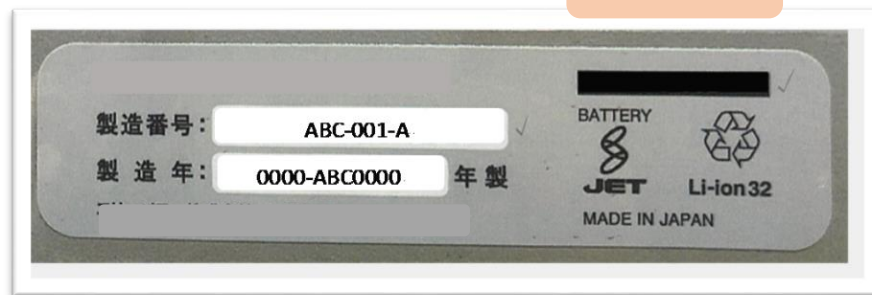 製造番号: ABC-001-A
製造年: 0000-ABC0000 年製
BATTERY
JET
Li-ion32
MADE IN JAPAN